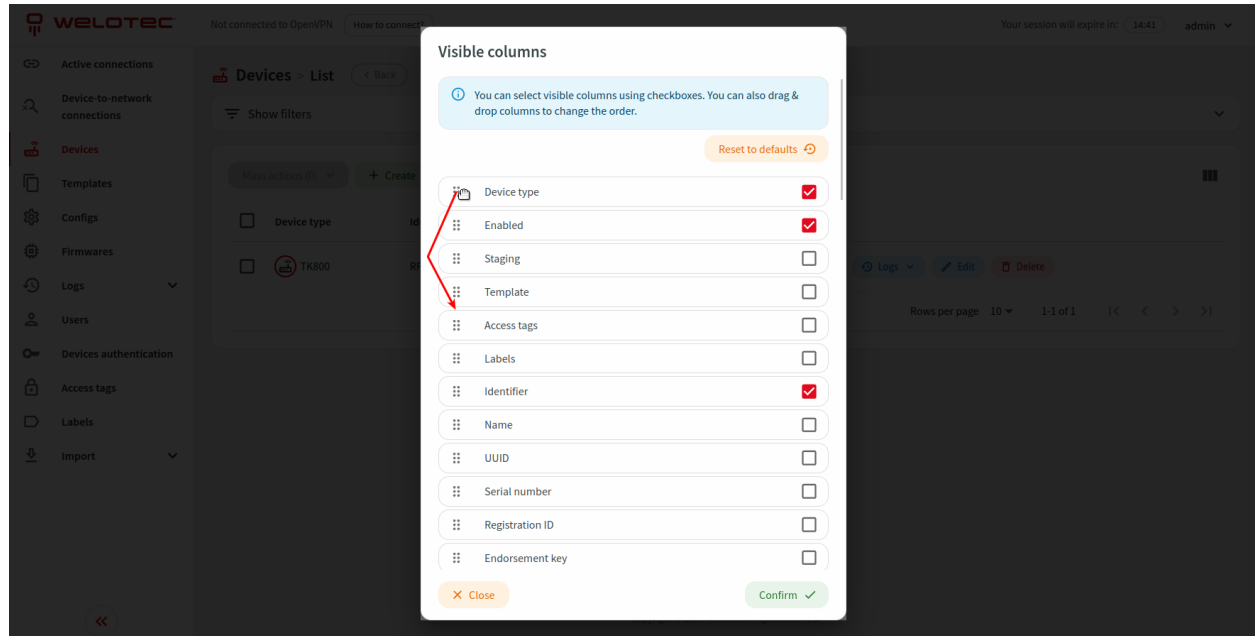 WELOTEC
Not connected to OpenVPN
How to connect?
Your session will expire in: 14:41
admin
Active connections
Device-to-network
connections
Devices
Templates
Configs
Firmwares
Logs
Users
Devices authentication
Access tags
Labels
Import
Devices > List
< Back
Show filters
Mass actions (0)
+ Create
Device type
TK800
Logs
Edit
Delete
Rows per page 10
1-1 of 1
Visible columns
You can select visible columns using checkboxes. You can also drag &
drop columns to change the order.
Reset to defaults
Device type
Enabled
Staging
Template
Access tags
Labels
Identifier
Name
UUID
Serial number
Registration ID
Endorsement key
Close
Confirm